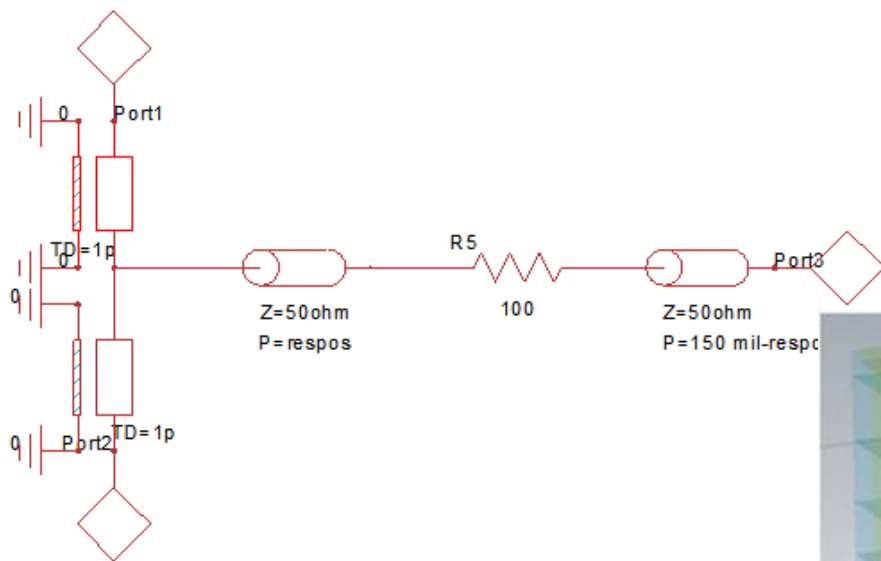 0
Port1
TD=1p
0
0
R5
Port3
Z=50ohm
100
Z=50ohm
P=respos
P=150 mil-respo
0
Port2
TD=1p